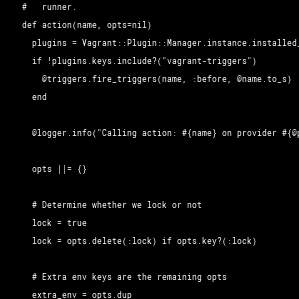 #   runner.
def action(name, opts=nil)
plugins = Vagrant::Plugin::Manager.instance.installed_
if !plugins.keys.include?("vagrant-triggers")
@triggers.fire_triggers(name, :before, @name.to_s)
end
@logger.info("Calling action: #{name} on provider #{@p
opts ||= {}
# Determine whether we lock or not
lock = true
lock = opts.delete(:lock) if opts.key?(:lock)
# Extra env keys are the remaining opts
extra_env = opts.dup